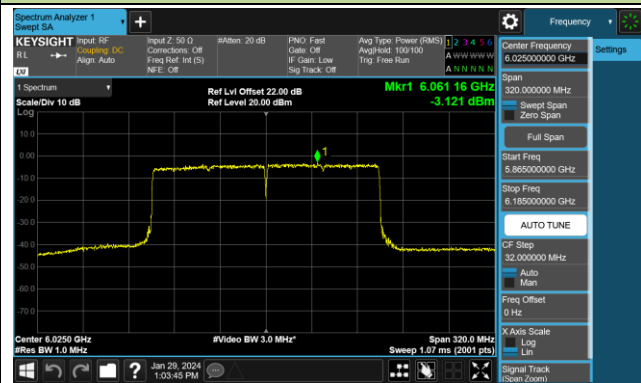 Spectrum Analyzer 1
Swept SA
Frequency
KEYSIGHT
Input: RF
Input Z: 50 Ω
#Atten: 20 dB
PNO: Fast
Avg Type: Power (RMS)
1 2 3 4 5 6
RL
Coupling: DC
Corrections: Off
Gate: Off
Avg|Hold: 100/100
A W W W W W
Align: Auto
Freq Ref: Int (S)
IF Gain: Low
Trig: Free Run
NFE: Off
Sig Track: Off
A N N N N N
LXI
Center Frequency
6.025000000 GHz
Settings
Span
320.000000 MHz
Swept Span
Zero Span
Full Span
Start Freq
5.865000000 GHz
Stop Freq
6.185000000 GHz
AUTO TUNE
CF Step
32.000000 MHz
Auto
Man
Freq Offset
0 Hz
X Axis Scale
Log
Lin
Signal Track
(Span Zoom)
1 Spectrum
Ref Lvl Offset 22.00 dB
Mkr1 6.061 16 GHz
Scale/Div 10 dB
Ref Level 20.00 dBm
-3.121 dBm
Log
1
10.0
0.00
-10.0
-20.0
-30.0
-40.0
-50.0
-60.0
-70.0
Center 6.0250 GHz
#Video BW 3.0 MHz*
Span 320.0 MHz
#Res BW 1.0 MHz
Sweep 1.07 ms (2001 pts)
Jan 29, 2024
1:03:45 PM